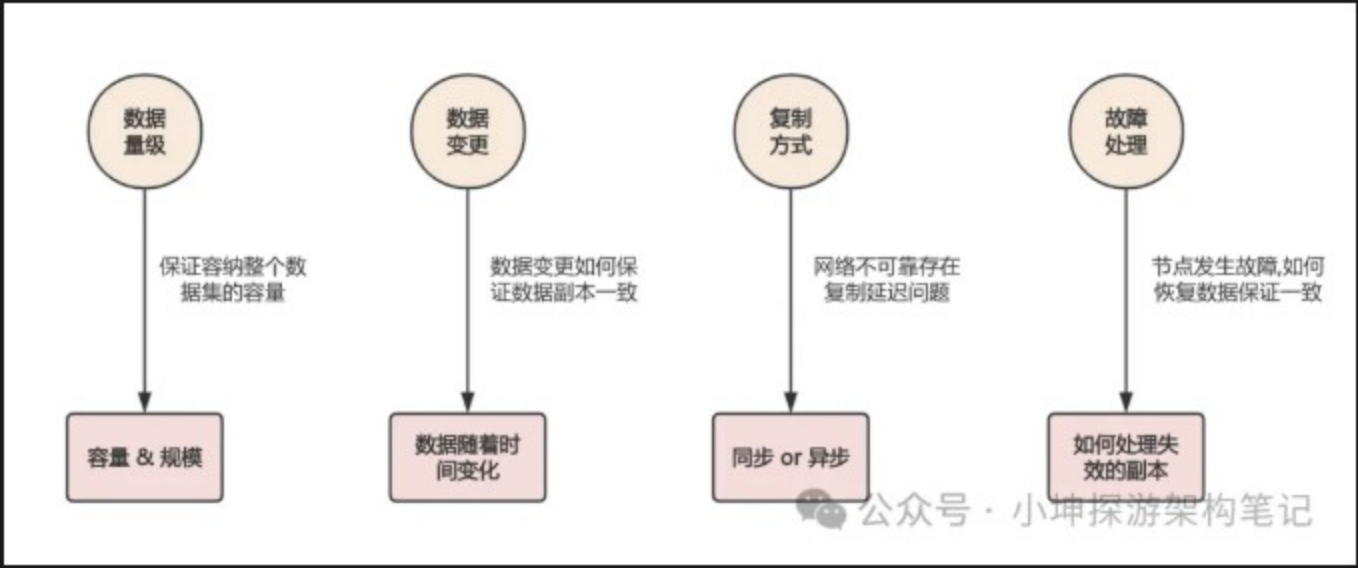 数据
量级
数据
变更
复制
方式
故障
处理
保证容纳整个数
据集的容量
数据变更如何保
证数据副本一致
网络不可靠存在
复制延迟问题
节点发生故障,如何
恢复数据保证一致
容量 & 规模
数据随着时
间变化
同步 or 异步
如何处理失
效的副本
公众号 · 小坤探游架构笔记